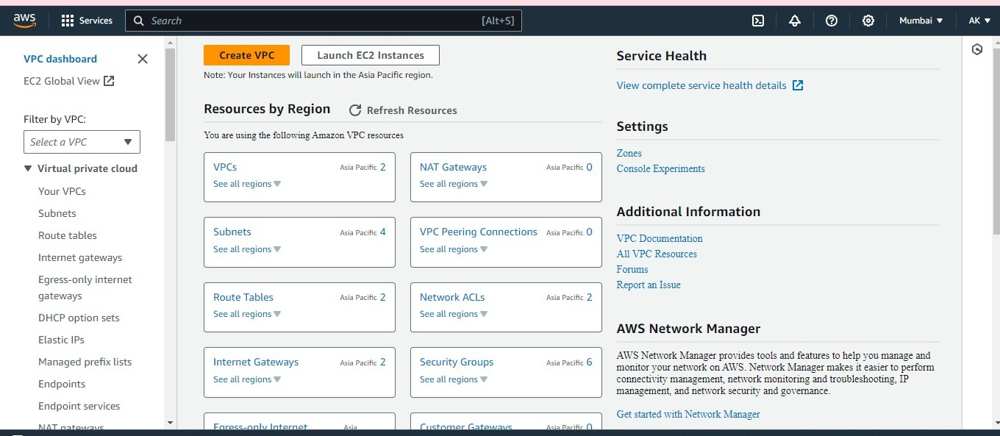 aws
Services
Search
[Alt+S]
Mumbai ▼
AK ▼
VPC dashboard
EC2 Global View
Filter by VPC:
Select a VPC
Virtual private cloud
Your VPCs
Subnets
Route tables
Internet gateways
Egress-only internet
gateways
DHCP option sets
Elastic IPs
Managed prefix lists
Endpoints
Endpoint services
NAT gateways
Create VPC
Launch EC2 Instances
Note: Your Instances will launch in the Asia Pacific region.
Resources by Region
Refresh Resources
You are using the following Amazon VPC resources
VPCs Asia Pacific 2
See all regions ▼
NAT Gateways Asia Pacific 0
See all regions ▼
Subnets Asia Pacific 4
See all regions ▼
VPC Peering Connections Asia Pacific 0
See all regions ▼
Route Tables Asia Pacific 2
See all regions ▼
Network ACLs Asia Pacific 2
See all regions ▼
Internet Gateways Asia Pacific 2
See all regions ▼
Security Groups Asia Pacific 6
See all regions ▼
Egress-only Internet Asia
Customer Gateways Asia Pacific 0
Service Health
View complete service health details
Settings
Zones
Console Experiments
Additional Information
VPC Documentation
All VPC Resources
Forums
Report an Issue
AWS Network Manager
AWS Network Manager provides tools and features to help you manage and
monitor your network on AWS. Network Manager makes it easier to perform
connectivity management, network monitoring and troubleshooting, IP
management, and network security and governance.
Get started with Network Manager